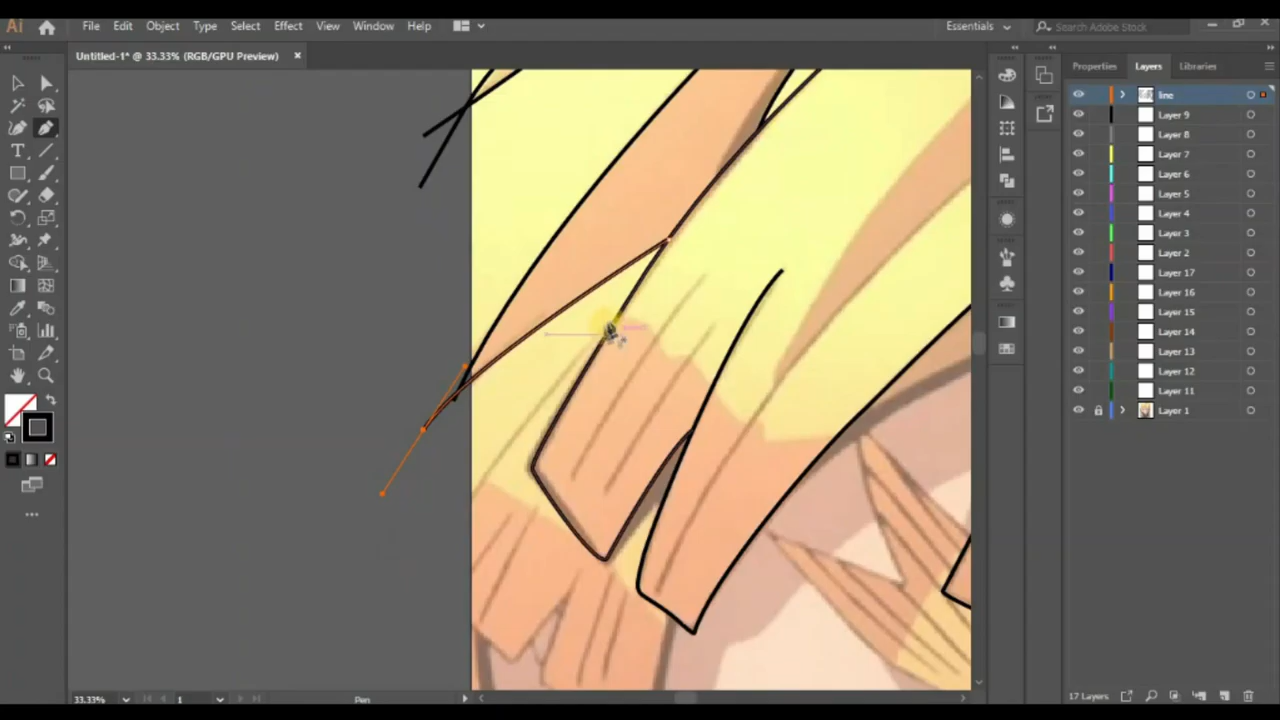 Ai File Edit Object Type Select Effect View Window Help Essentials Search Adobe Stock
Untitled-1* @ 33.33% (RGB/GPU Preview) ×
Properties Layers Libraries
line
Layer 9
Layer 8
Layer 7
Layer 6
Layer 5
Layer 4
Layer 3
Layer 2
Layer 17
Layer 16
Layer 15
Layer 14
Layer 13
Layer 12
Layer 11
Layer 1
33.33% 1 Pen 17 Layers